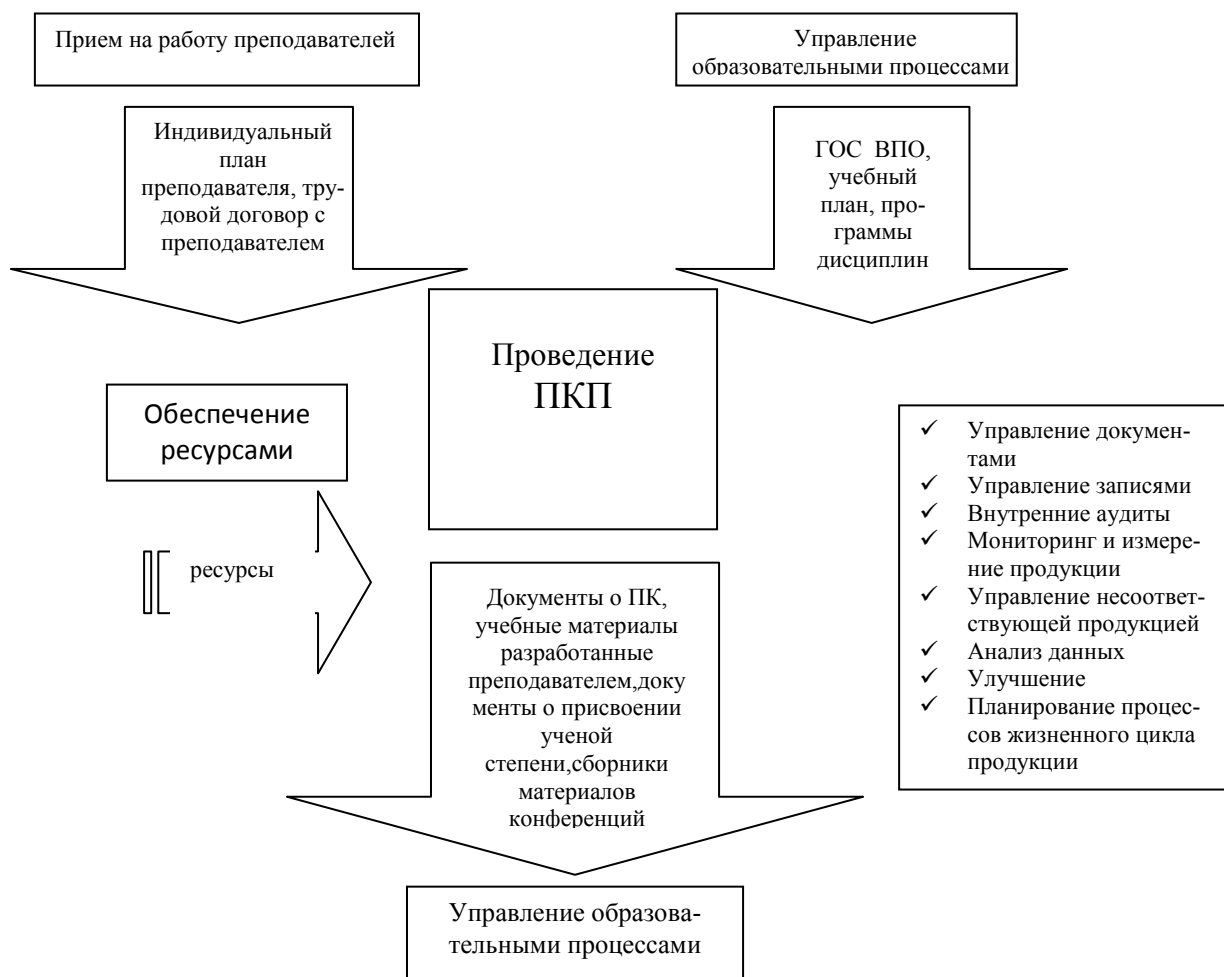 Прием на работу преподавателей
Управление
образовательными процессами
Индивидуальный
план
преподавателя, тру-
довой договор с
преподавателем
ГОС ВПО,
учебный
план, про-
граммы
дисциплин
Проведение
ПКП
Обеспечение
ресурсами
ресурсы
Управление докумен-
тами
Управление записями
Внутренние аудиты
Мониторинг и измере-
ние продукции
Управление несоответ-
ствующей продукцией
Анализ данных
Улучшение
Планирование процес-
сов жизненного цикла
продукции
Документы о ПК,
учебные материалы
разработанные
преподавателем,доку
менты о присвоении
ученой
степени,сборники
материалов
конференций
Управление образова-
тельными процессами